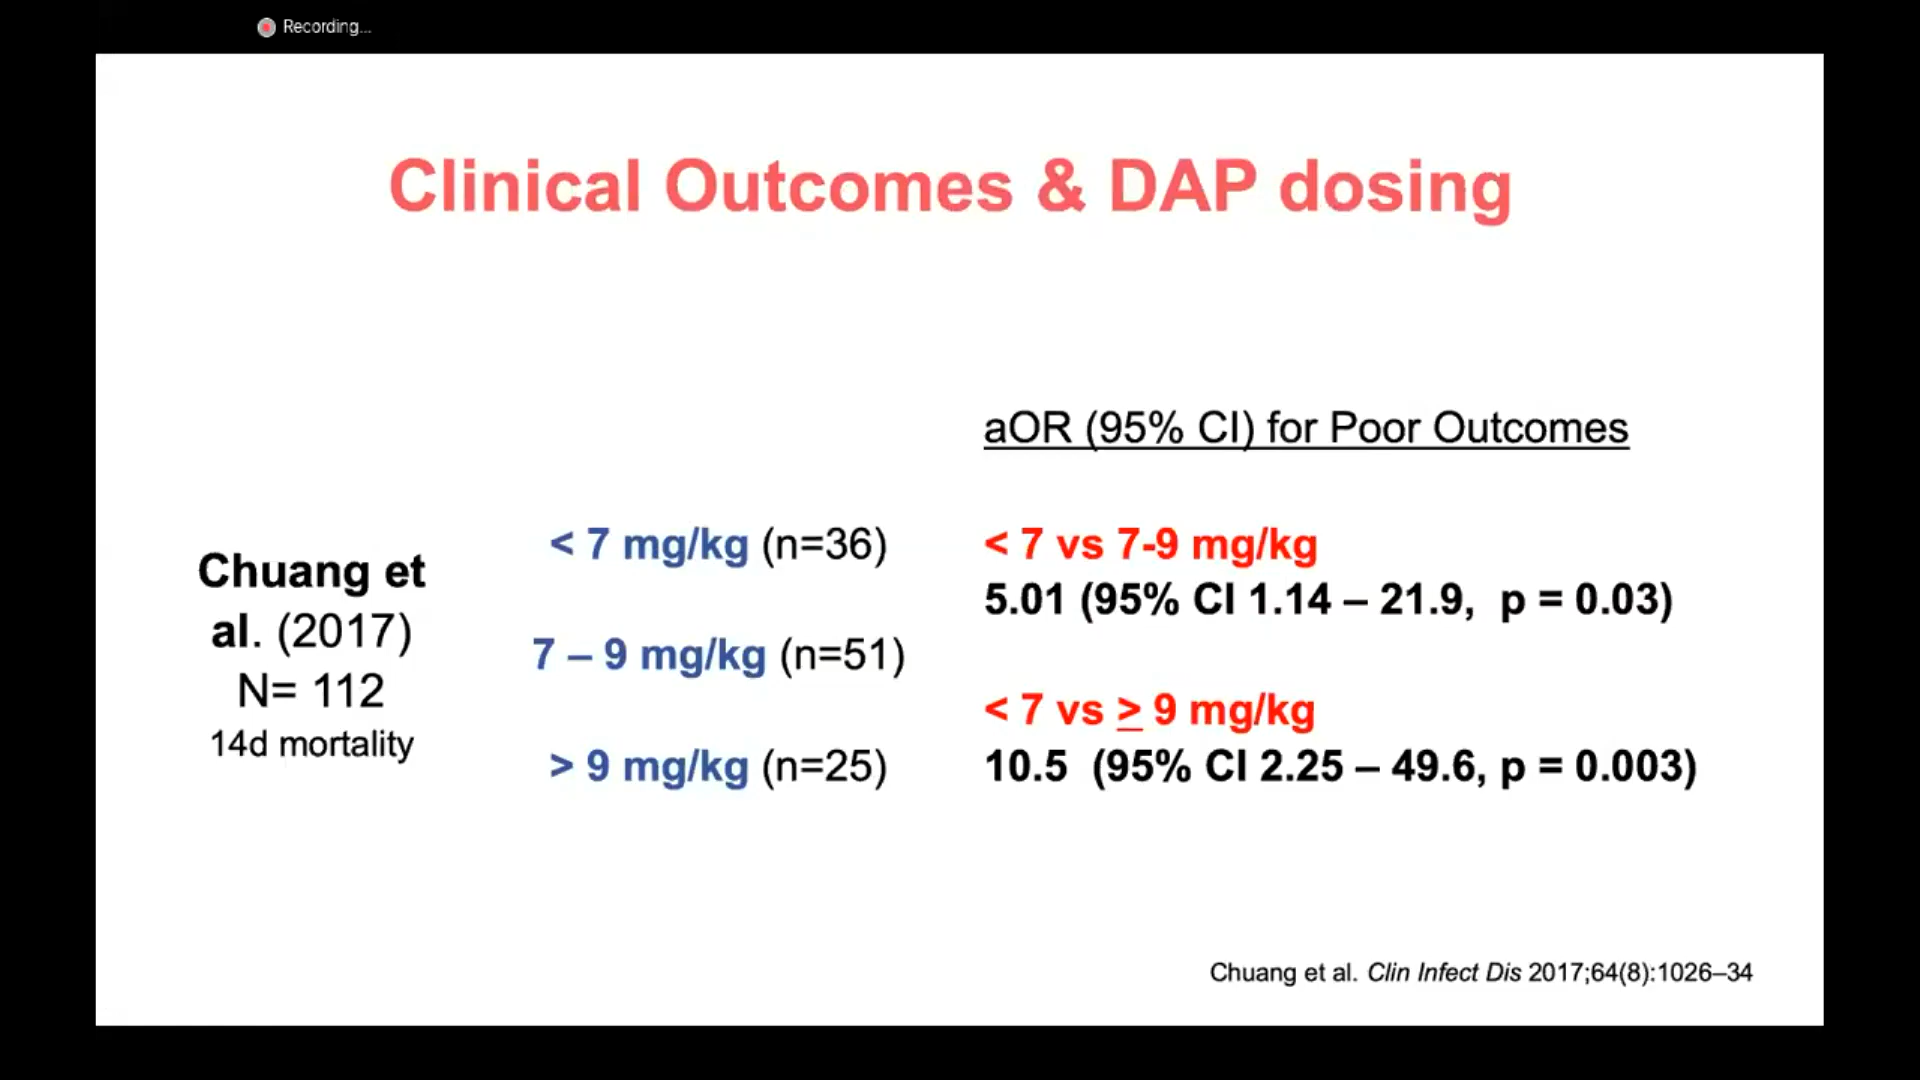 Recording...
Clinical Outcomes & DAP dosing
aOR (95% CI) for Poor Outcomes
Chuang et
al. (2017)
N= 112
14d mortality
< 7 mg/kg (n=36)
7 – 9 mg/kg (n=51)
> 9 mg/kg (n=25)
< 7 vs 7-9 mg/kg
5.01 (95% CI 1.14 – 21.9, p = 0.03)
< 7 vs ≥ 9 mg/kg
10.5 (95% CI 2.25 – 49.6, p = 0.003)
Chuang et al. Clin Infect Dis 2017;64(8):1026–34